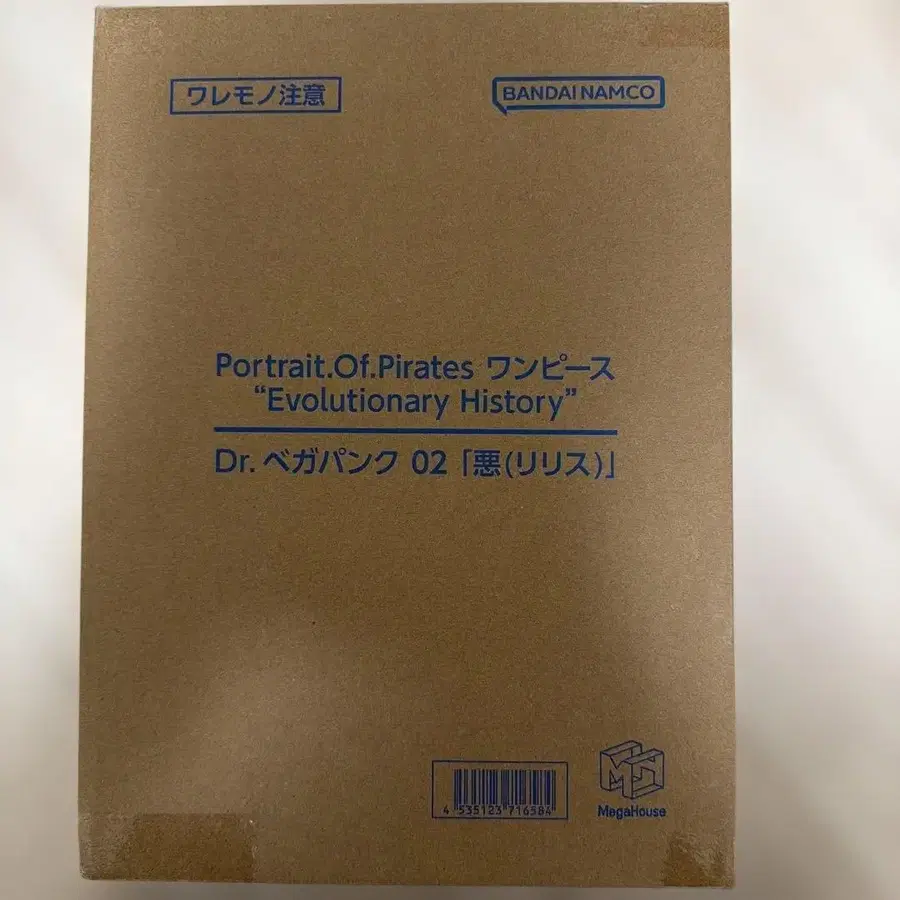 ワレモノ注意
BANDAI NAMCO
Portrait.Of.Pirates ワンピース
“Evolutionary History”
Dr. ベガパンク 02「悪(リリス)」
4 535123 716584
MegaHouse